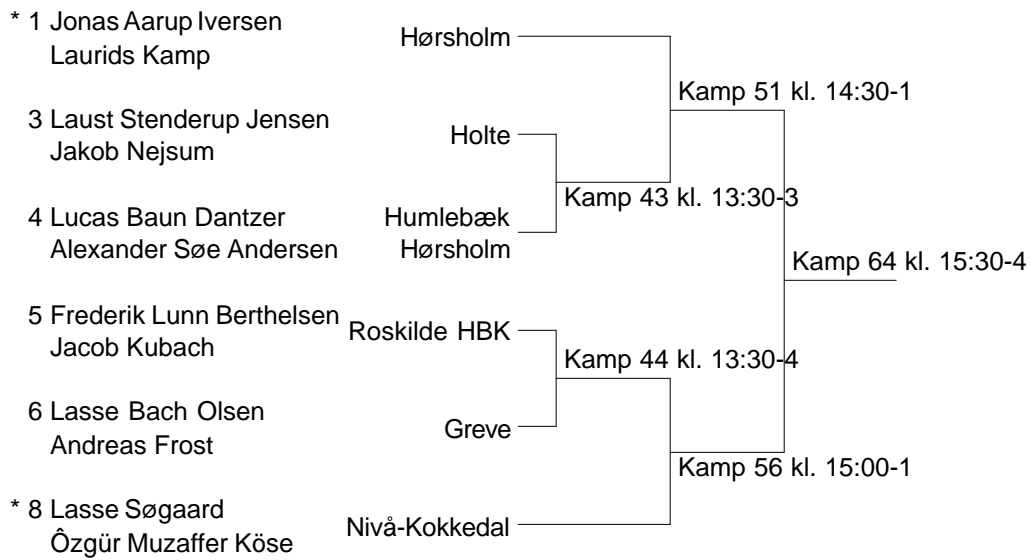 * 1 Jonas Aarup Iversen
Laurids Kamp
Hørsholm
Kamp 51 kl. 14:30-1
3 Laust Stenderup Jensen
Jakob Nejsum
Holte
Kamp 43 kl. 13:30-3
4 Lucas Baun Dantzer
Alexander Søe Andersen
Humlebæk
Hørsholm
Kamp 64 kl. 15:30-4
5 Frederik Lunn Berthelsen
Jacob Kubach
Roskilde HBK
Kamp 44 kl. 13:30-4
6 Lasse Bach Olsen
Andreas Frost
Greve
Kamp 56 kl. 15:00-1
* 8 Lasse Søgaard
Ôzgür Muzaffer Köse
Nivå-Kokkedal